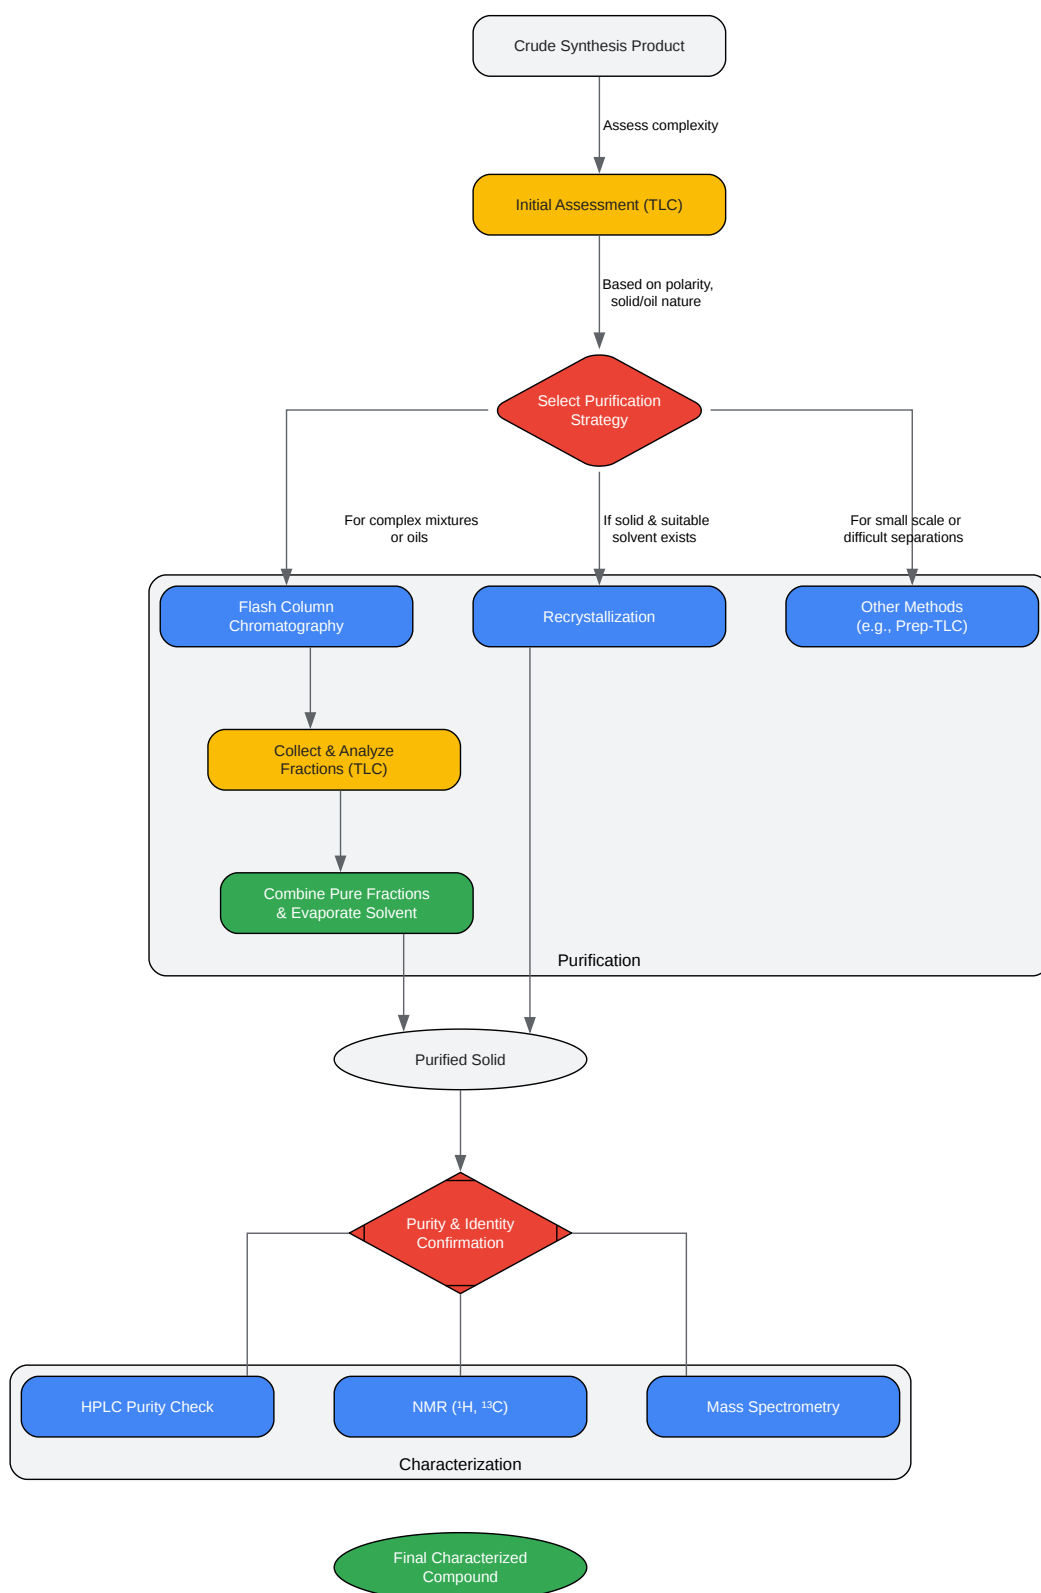 Crude Synthesis Product
Assess complexity
Initial Assessment (TLC)
Based on polarity,
solid/oil nature
Select Purification
Strategy
For complex mixtures
or oils
If solid & suitable
solvent exists
For small scale or
difficult separations
Flash Column
Chromatography
Recrystallization
Other Methods
(e.g., Prep-TLC)
Collect & Analyze
Fractions (TLC)
Combine Pure Fractions
& Evaporate Solvent
Purification
Purified Solid
Purity & Identity
Confirmation
HPLC Purity Check
NMR (¹H, ¹³C)
Mass Spectrometry
Characterization
Final Characterized
Compound